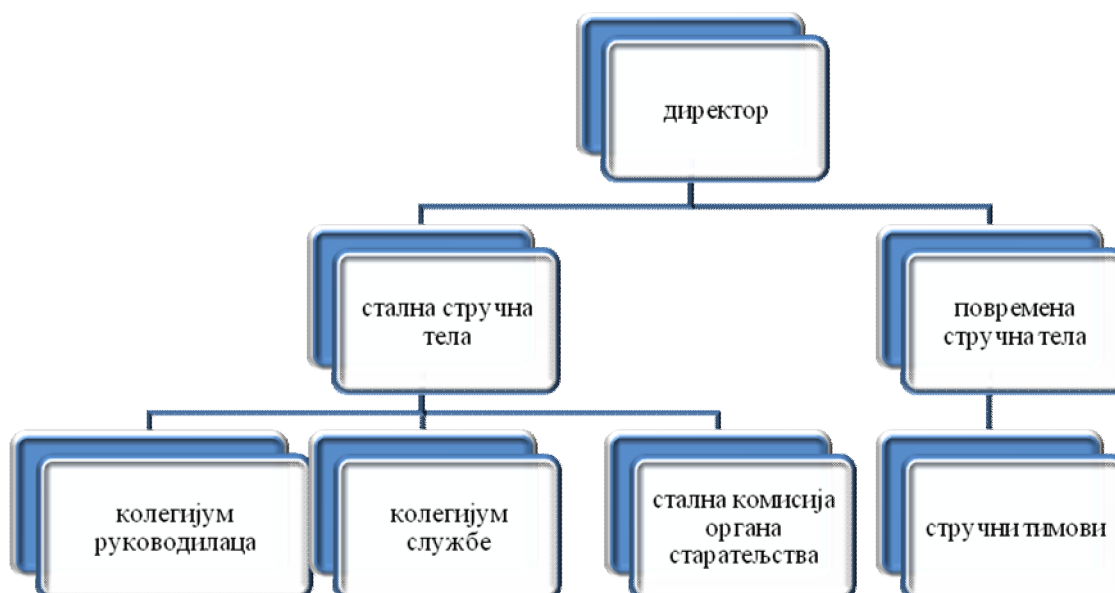 директор
стална стручна
тела
повремена
стручна тела
колегијум
руководилаца
колегијум
службе
стална комисија
органа
старатељства
стручни тимови